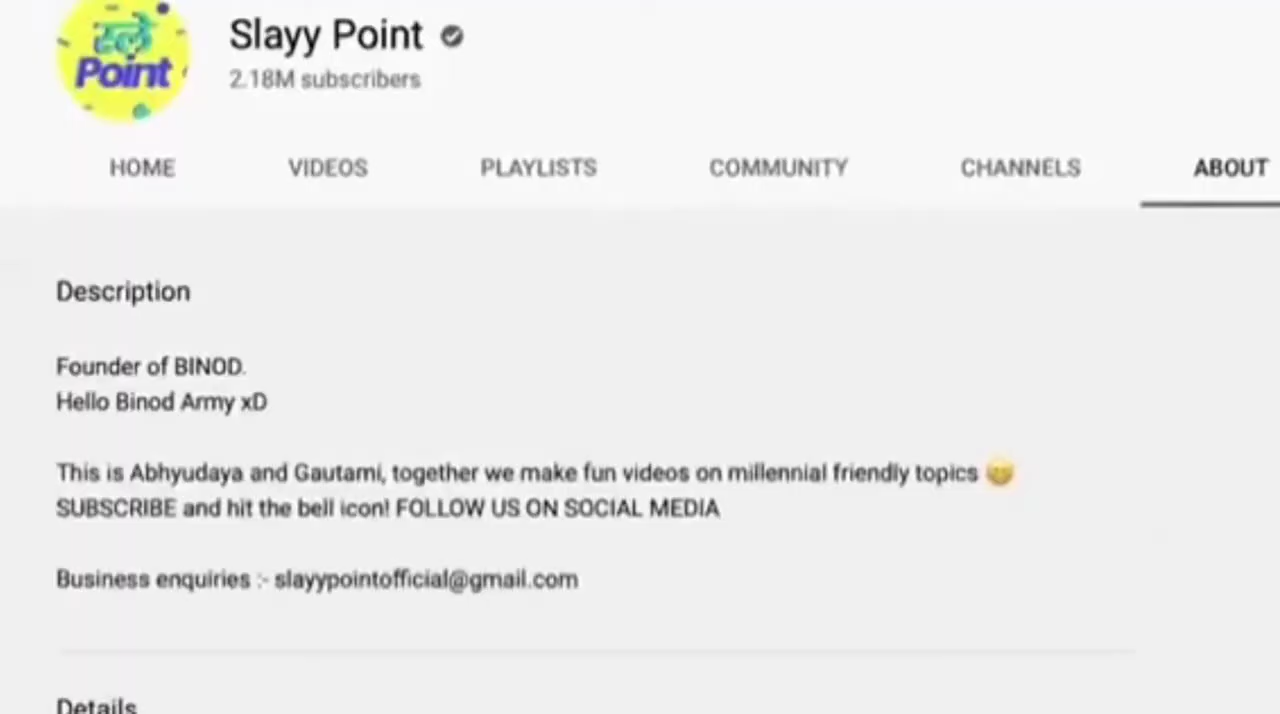 स्ले
Point
Slayy Point
2.18M subscribers
HOME VIDEOS PLAYLISTS COMMUNITY CHANNELS ABOUT
Description
Founder of BINOD.
Hello Binod Army xD
This is Abhyudaya and Gautami, together we make fun videos on millennial friendly topics 😄
SUBSCRIBE and hit the bell icon! FOLLOW US ON SOCIAL MEDIA
Business enquiries :- slayypointofficial@gmail.com
Details